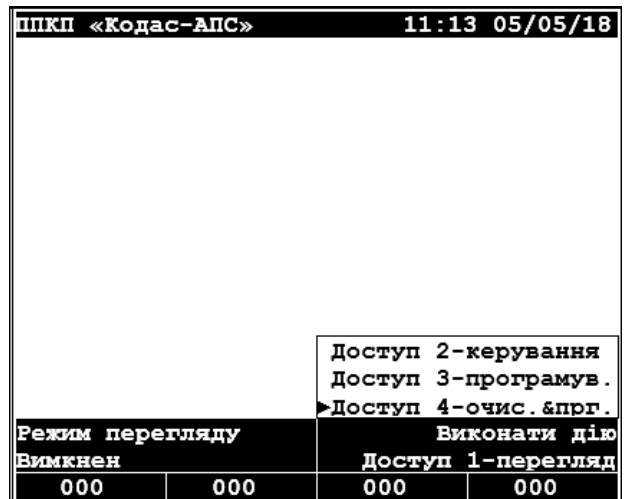 ППКП «Кодас-АПС» 11:13 05/05/18
Доступ 2-керування
Доступ 3-програмув.
►Доступ 4-очис.&прг.
Режим перегляду Виконати дію
Вимкнен Доступ 1-перегляд
000 000 000 000